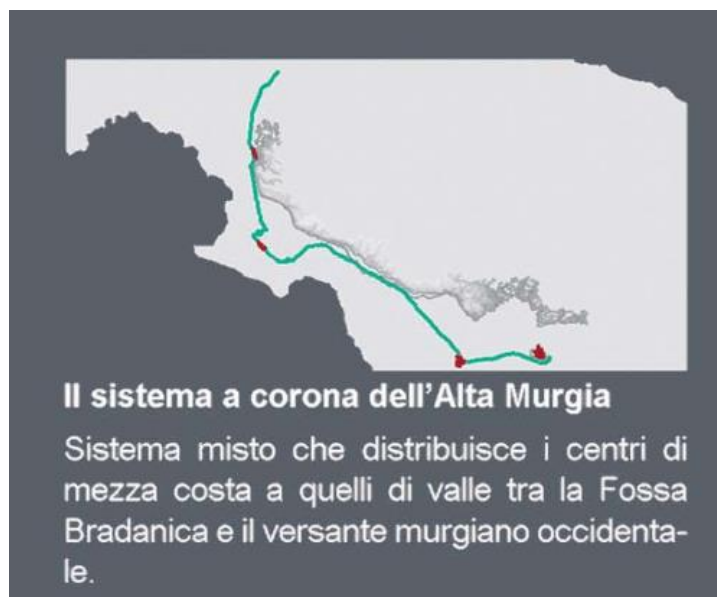 Il sistema a corona dell'Alta Murgia
Sistema misto che distribuisce i centri di
mezza costa a quelli di valle tra la Fossa
Bradanica e il versante murgiano occidenta-
le.